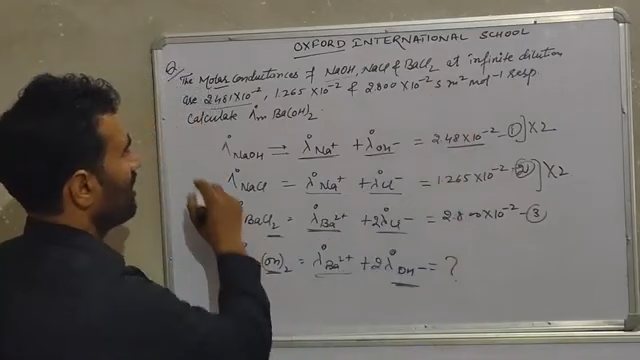 OXFORD INTERNATIONAL SCHOOL
Q. The Molar conductances of NaOH, NaCl & BaCl₂ at infinite dilution
are 2.481×10⁻², 1.265×10⁻² & 2.800×10⁻² S m² mol⁻¹ resp.
Calculate λ°m Ba(OH)₂
λ°NaOH → λ°Na⁺ + λ°OH⁻ = 2.48×10⁻² - ① ] ×2
λ°NaCl = λ°Na⁺ + λ°Cl⁻ = 1.265×10⁻² - ② ] ×2
BaCl₂ = λ°Ba²⁺ + 2λ°Cl⁻ = 2.800×10⁻² - ③
(OH)₂ = λ°Ba²⁺ + 2λ°OH⁻ = ?